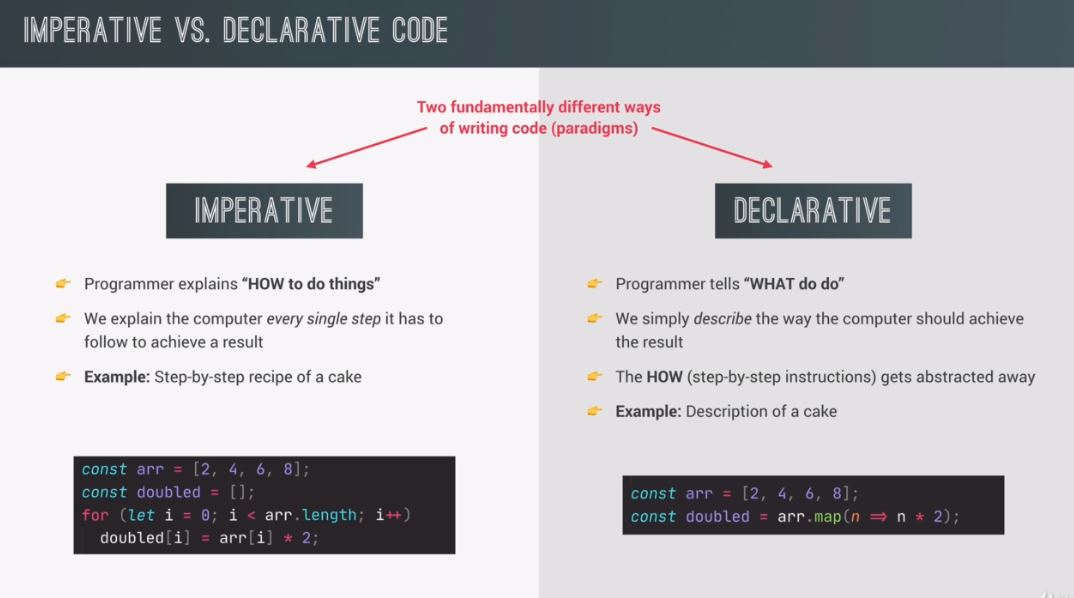 IMPERATIVE VS. DECLARATIVE CODE
Two fundamentally different ways
of writing code (paradigms)
IMPERATIVE
👉 Programmer explains “HOW to do things”
👉 We explain the computer every single step it has to
follow to achieve a result
👉 Example: Step-by-step recipe of a cake
const arr = [2, 4, 6, 8];
const doubled = [];
for (let i = 0; i < arr.length; i++)
  doubled[i] = arr[i] * 2;
DECLARATIVE
👉 Programmer tells “WHAT do do”
👉 We simply describe the way the computer should achieve
the result
👉 The HOW (step-by-step instructions) gets abstracted away
👉 Example: Description of a cake
const arr = [2, 4, 6, 8];
const doubled = arr.map(n => n * 2);